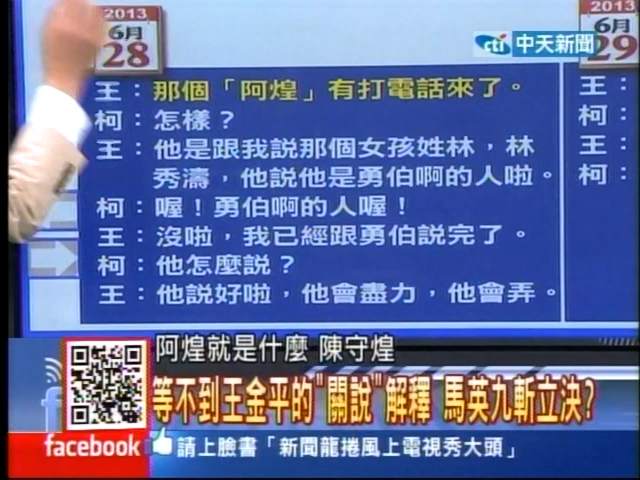 2013
6月
28
cti 中天新聞
2013
6月
29
王：那個「阿煌」有打電話來了。
柯：怎樣？
王：他是跟我說那個女孩姓林，林
秀濤，他說他是勇伯啊的人啦。
柯：喔！勇伯啊的人喔！
王：沒啦，我已經跟勇伯說完了。
柯：他怎麼說？
王：他說好啦，他會盡力，他會弄。
王：
柯：
王：
柯：
阿煌就是什麼 陳守煌
等不到王金平的"關說"解釋 馬英九斬立決?
facebook
請上臉書「新聞龍捲風上電視秀大頭」